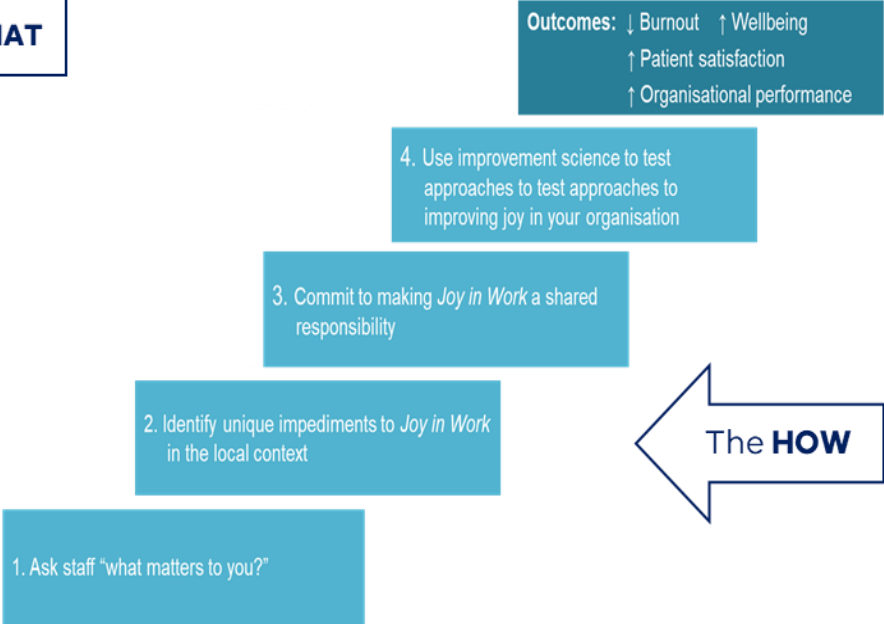 HAT
Outcomes: ↓ Burnout ↑ Wellbeing
↑ Patient satisfaction
↑ Organisational performance
4. Use improvement science to test
approaches to test approaches to
improving joy in your organisation
3. Commit to making Joy in Work a shared
responsibility
2. Identify unique impediments to Joy in Work
in the local context
The HOW
1. Ask staff “what matters to you?”